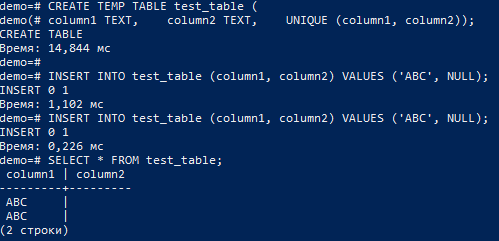 demo=# CREATE TEMP TABLE test_table (
demo(# column1 TEXT,    column2 TEXT,    UNIQUE (column1, column2));
CREATE TABLE
Время: 14,844 мс
demo=#
demo=# INSERT INTO test_table (column1, column2) VALUES ('ABC', NULL);
INSERT 0 1
Время: 1,102 мс
demo=# INSERT INTO test_table (column1, column2) VALUES ('ABC', NULL);
INSERT 0 1
Время: 0,226 мс
demo=# SELECT * FROM test_table;
 column1 | column2
---------+---------
 ABC     |
 ABC     |
(2 строки)